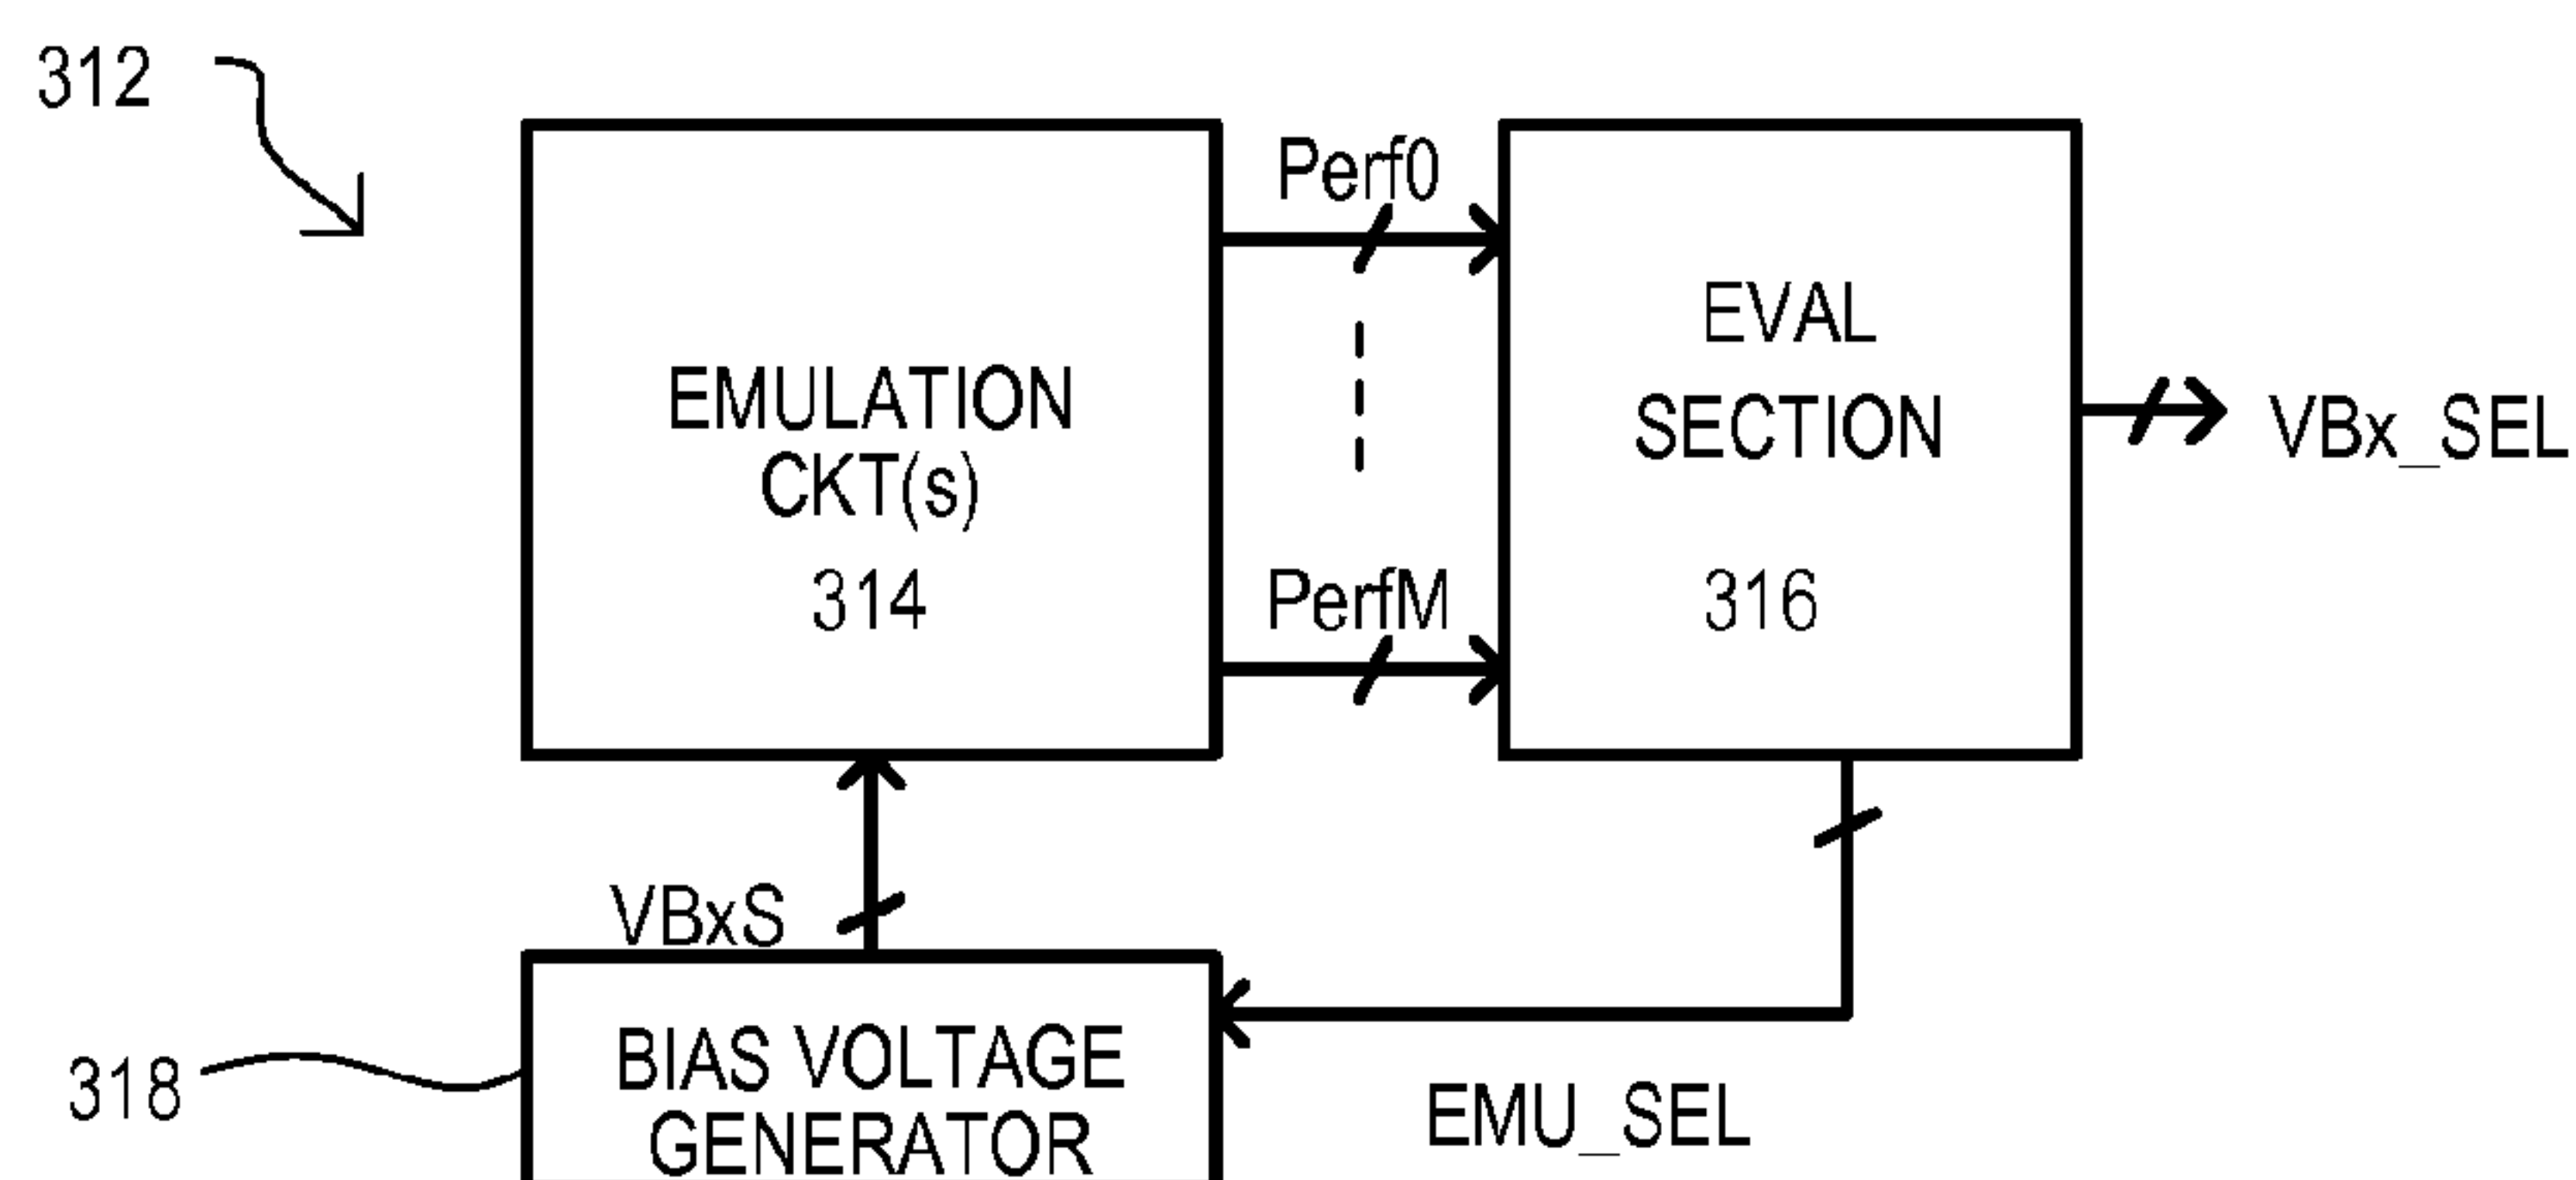 312
Perf0
EMULATION
CKT(s)
314
EVAL
SECTION
316
VBx_SEL
PerfM
VBxS
318
BIAS VOLTAGE
GENERATOR
EMU_SEL